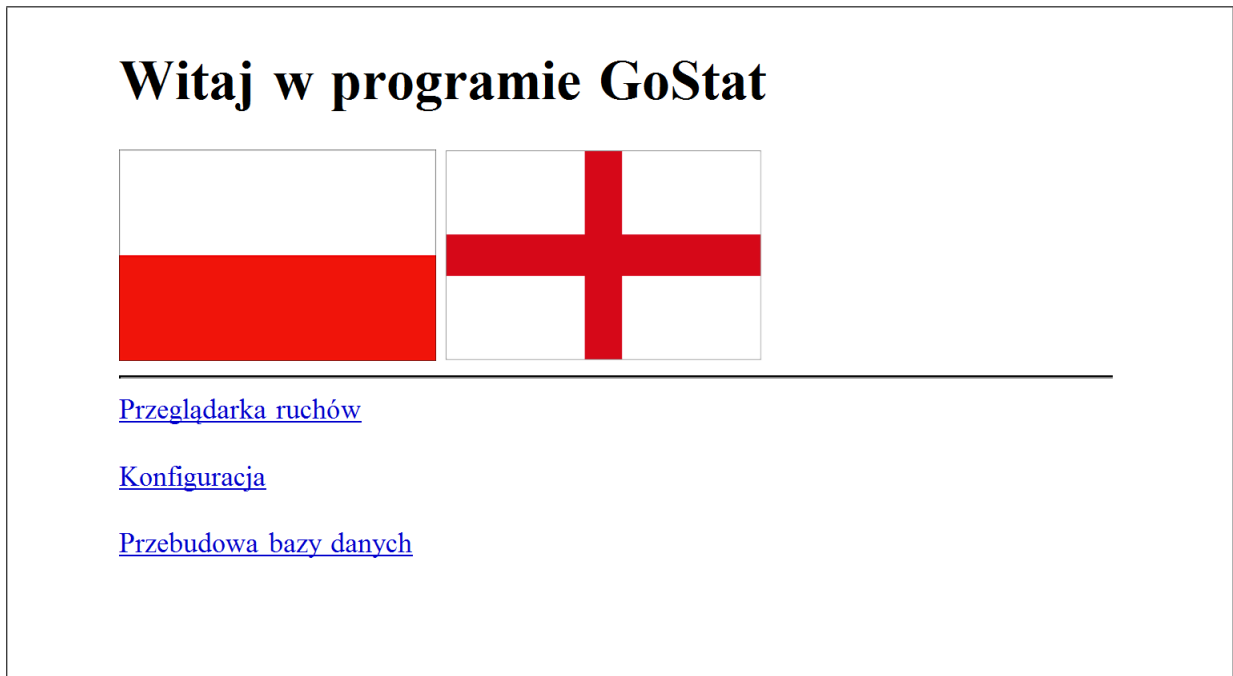 Witaj w programie GoStat
Przeglądarka ruchów
Konfiguracja
Przebudowa bazy danych